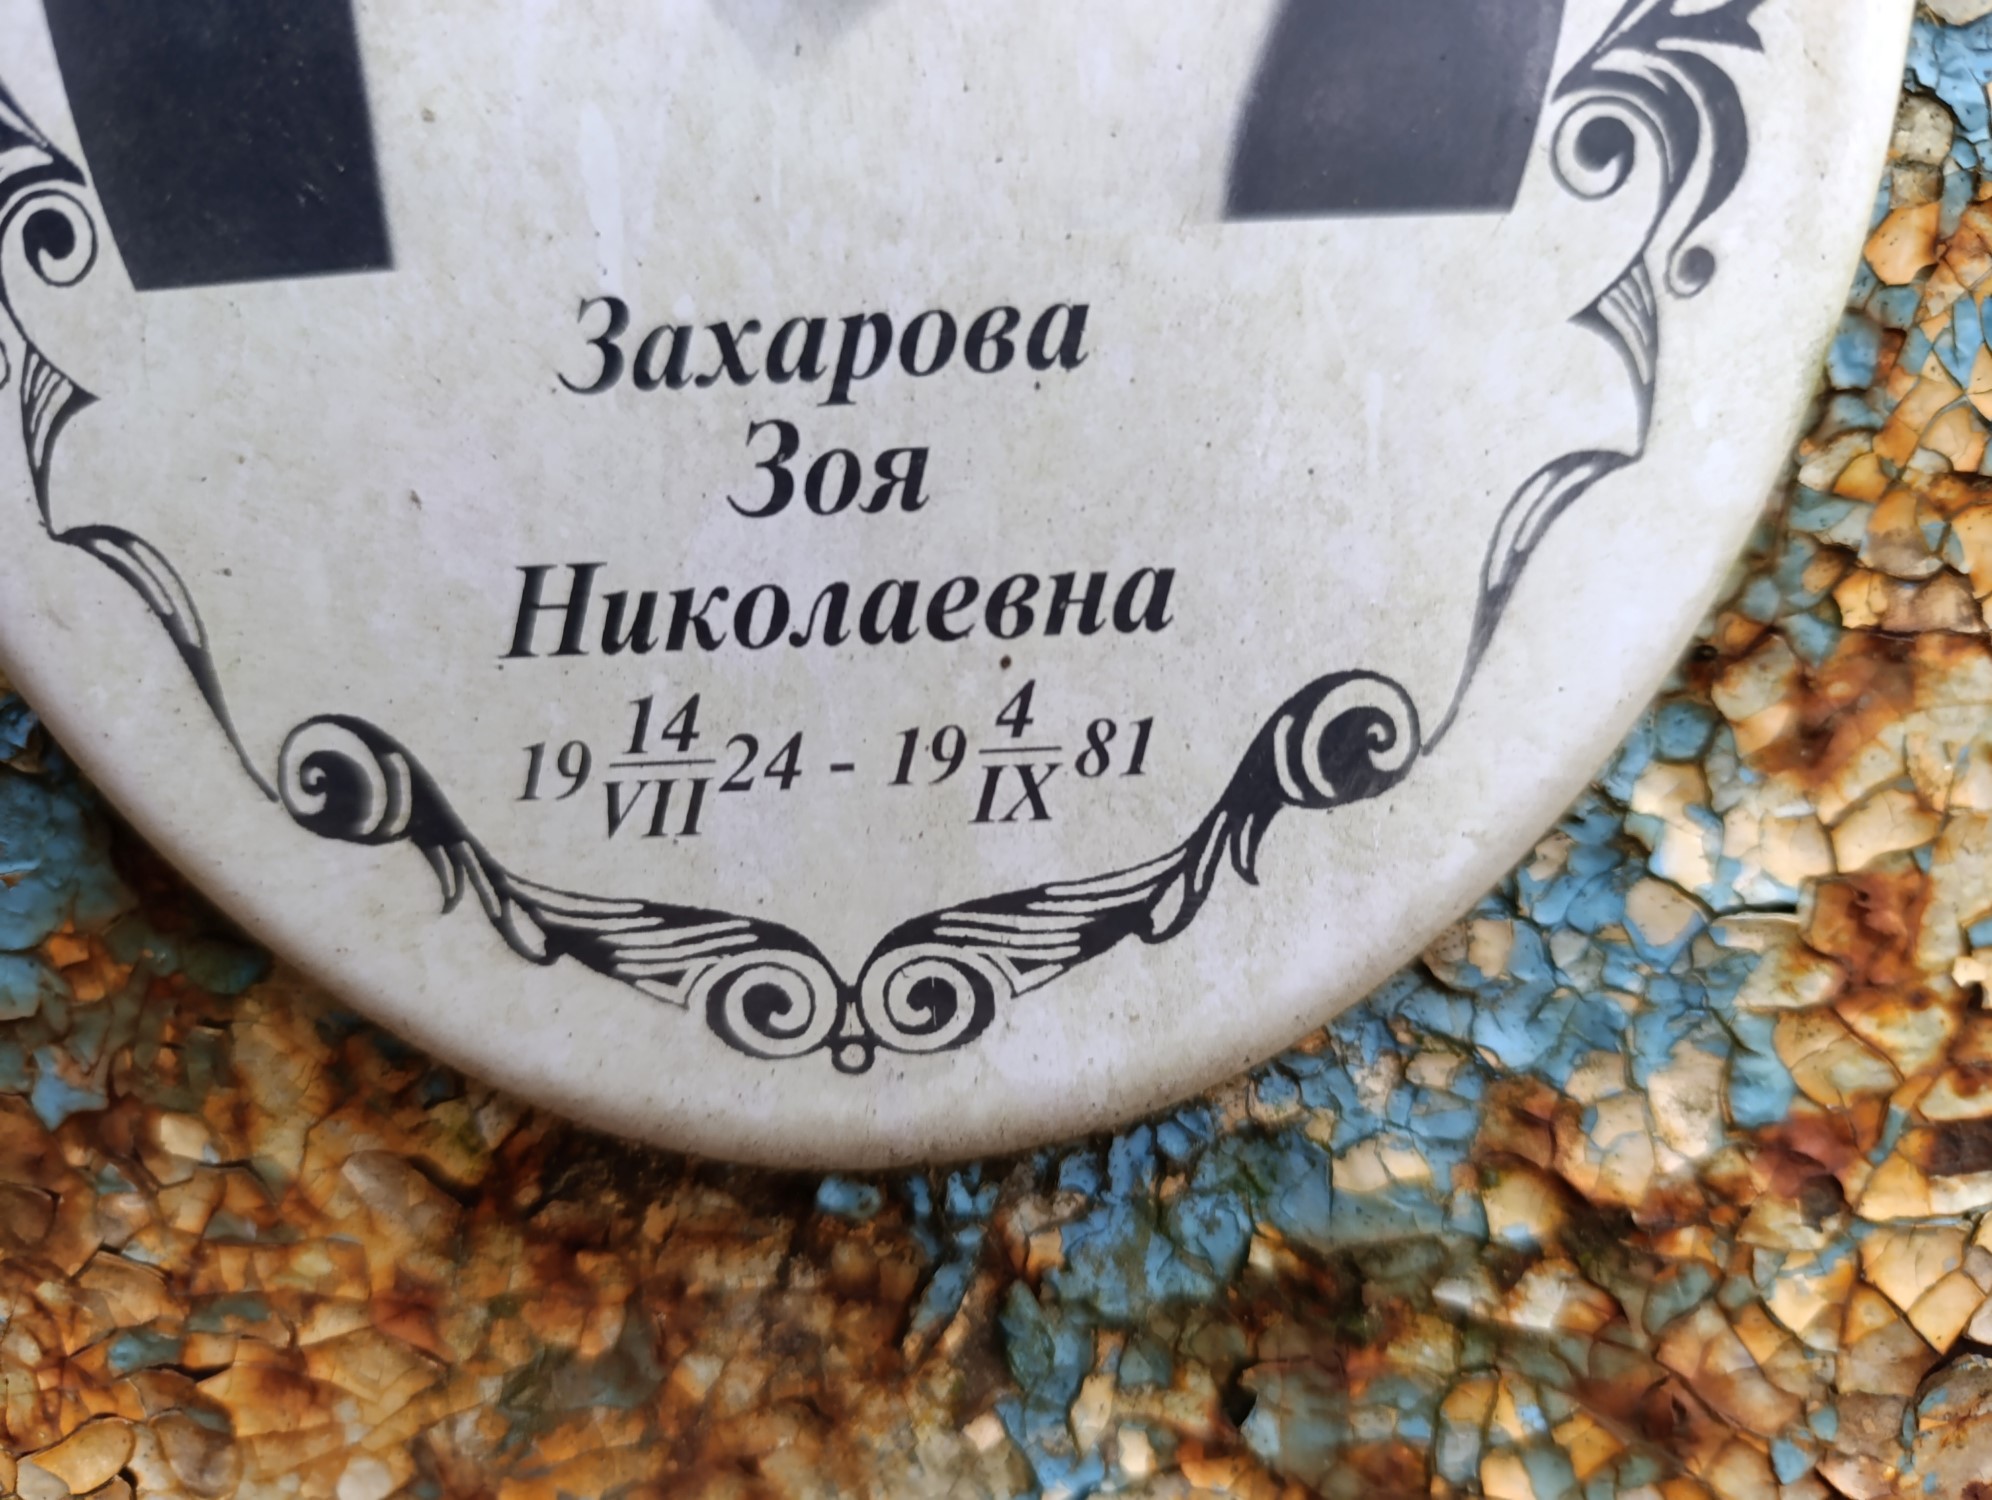 Захарова
Зоя
Николаевна
19 14/VII 24 - 19 4/IX 81